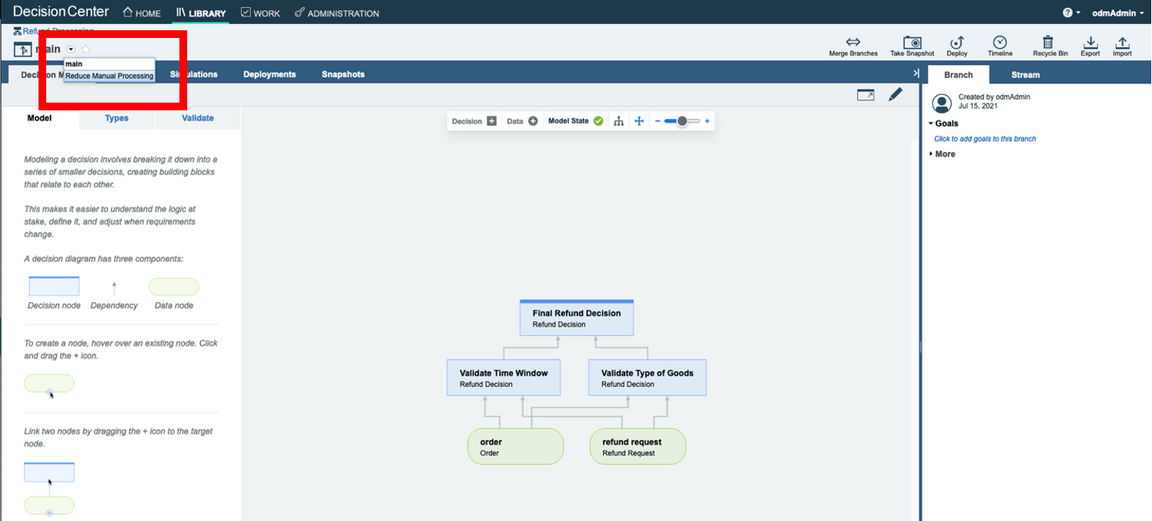 DecisionCenter HOME LIBRARY WORK ADMINISTRATION ? odmAdmin
Refund Processing
main
Merge Branches Take Snapshot Deploy Timeline Recycle Bin Export Import
main
Reduce Manual Processing
Decision M Simulations Deployments Snapshots
Branch Stream
Created by odmAdmin
Jul 15, 2021
Goals
Click to add goals to this branch
More
Model Types Validate
Decision Data Model State
Modeling a decision involves breaking it down into a
series of smaller decisions, creating building blocks
that relate to each other.
This makes it easier to understand the logic at
stake, define it, and adjust when requirements
change.
A decision diagram has three components:
Decision node Dependency Data node
To create a node, hover over an existing node. Click
and drag the + icon.
Link two nodes by dragging the + icon to the target
node.
Final Refund Decision
Refund Decision
Validate Time Window
Refund Decision
Validate Type of Goods
Refund Decision
order
Order
refund request
Refund Request